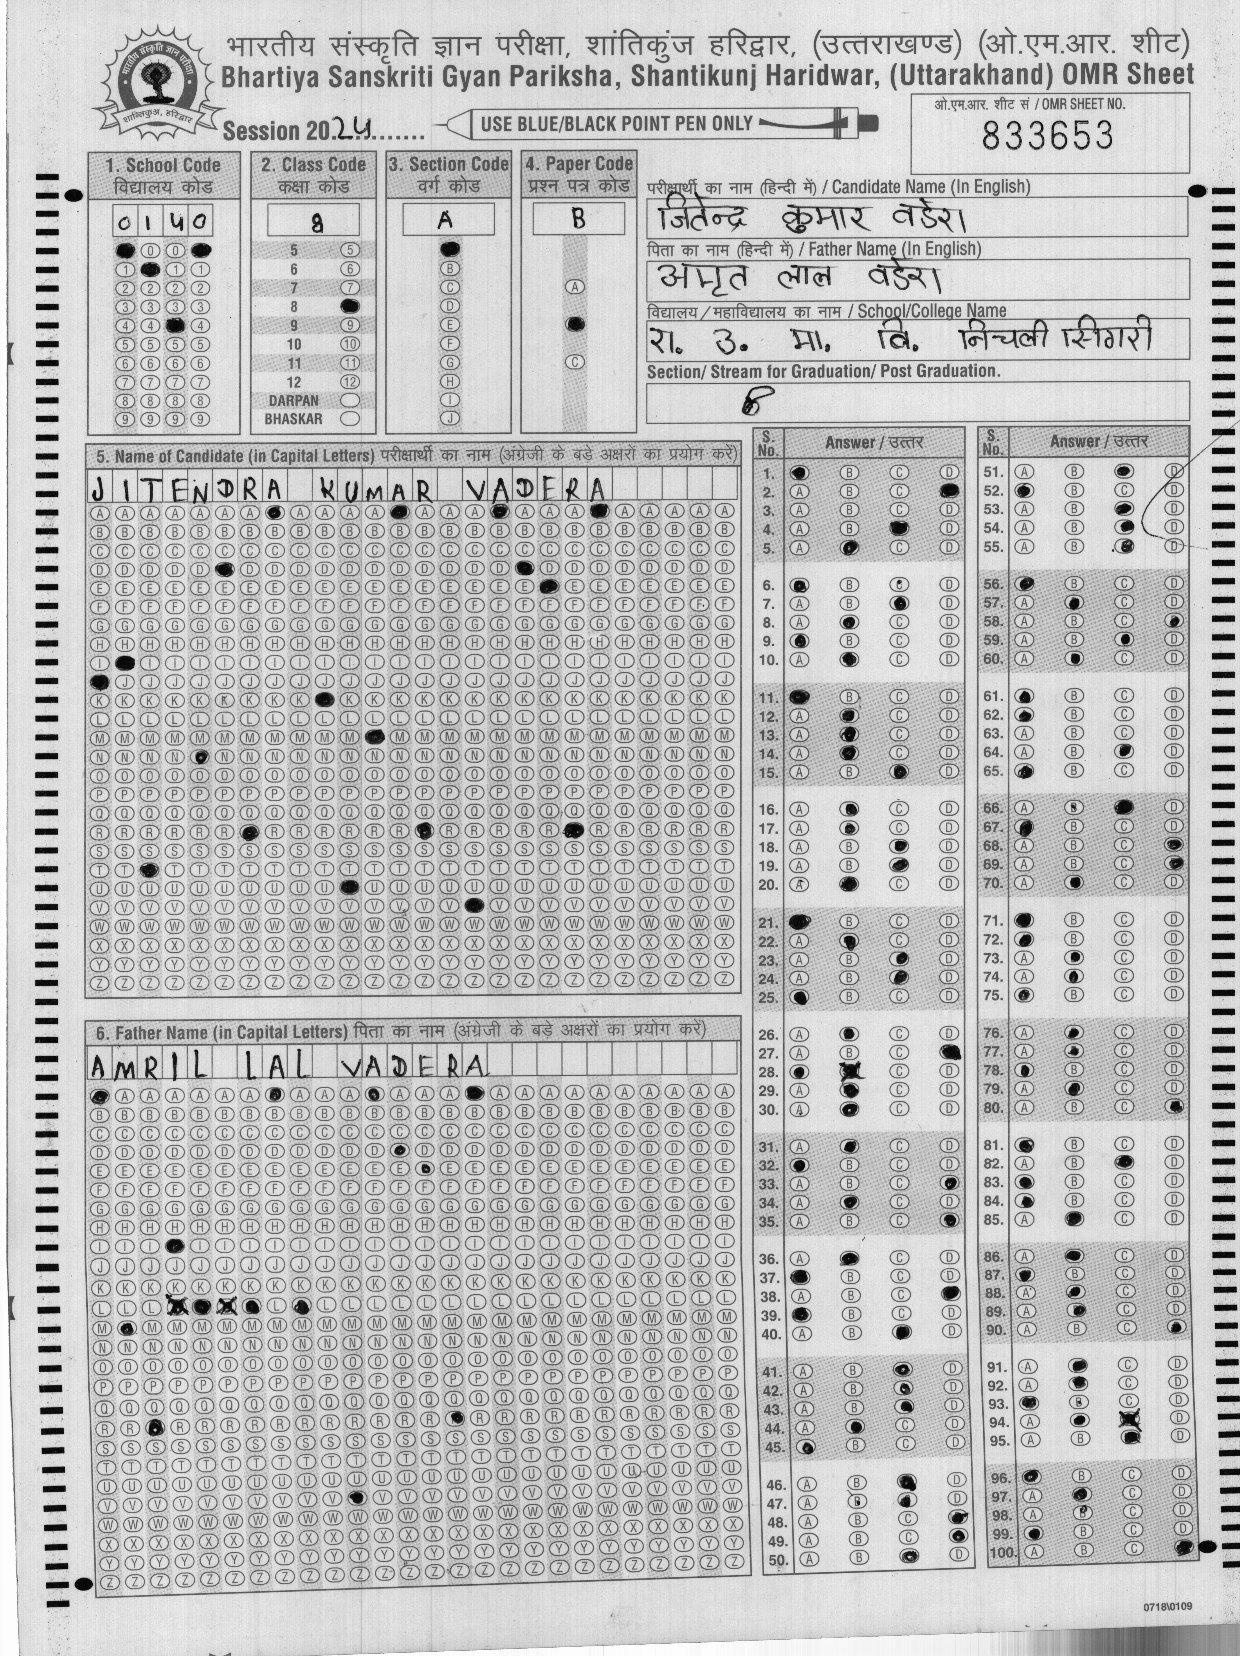 भारतीय संस्कृति ज्ञान परीक्षा, शांतिकुंज हरिद्वार, (उत्तराखण्ड) (ओ.एम.आर. शीट)
Bhartiya Sanskriti Gyan Pariksha, Shantikunj Haridwar, (Uttarakhand) OMR Sheet
Session 2024
USE BLUE/BLACK POINT PEN ONLY
ओ.एम.आर. शीट सं / OMR SHEET NO.
833653
1. School Code
विद्यालय कोड
0140
2. Class Code
कक्षा कोड
8
5
6
7
8
9
10
11
12
DARPAN
BHASKAR
3. Section Code
वर्ग कोड
A
4. Paper Code
प्रश्न पत्र कोड
B
परीक्षार्थी का नाम (हिन्दी में) / Candidate Name (In English)
जितेन्द्र कुमार वडेरा
पिता का नाम (हिन्दी में) / Father Name (In English)
अमृत लाल वडेरा
विद्यालय / महाविद्यालय का नाम / School/College Name
रा. उ. मा. वि. निचली सिगरी
Section/ Stream for Graduation/ Post Graduation.
8
5. Name of Candidate (in Capital Letters) परीक्षार्थी का नाम (अंग्रेजी के बड़े अक्षरों का प्रयोग करें)
JITENDRA KUMAR VADERA
6. Father Name (in Capital Letters) पिता का नाम (अंग्रेजी के बड़े अक्षरों का प्रयोग करें)
AMRIL LAL VADERA
S. No. Answer / उत्तर
S. No. Answer / उत्तर
0718\0109